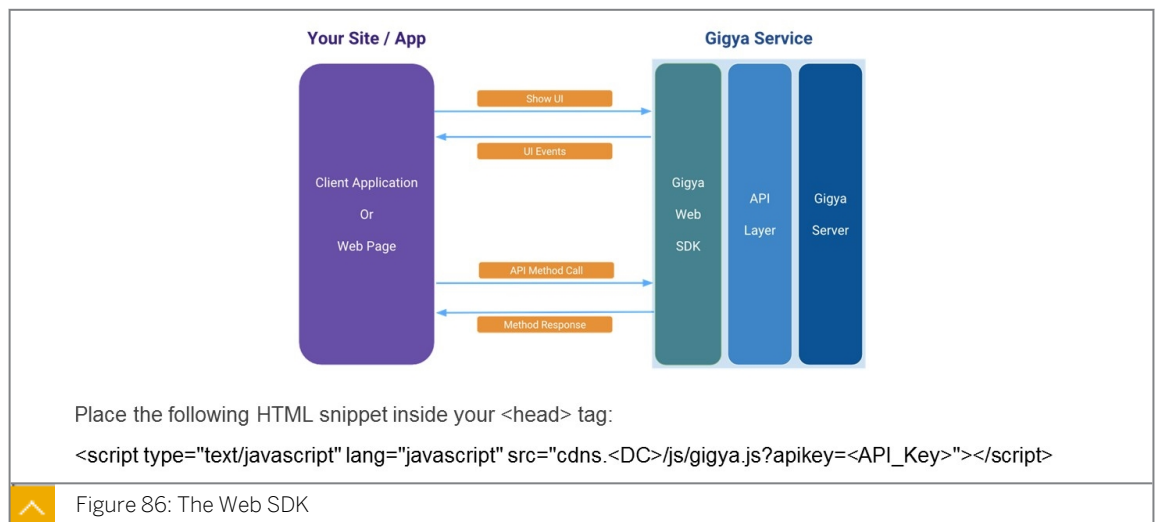 Your Site / App
Gigya Service
Show UI
UI Events
Client Application
Or
Web Page
Gigya
Web
SDK
API
Layer
Gigya
Server
API Method Call
Method Response
Place the following HTML snippet inside your <head> tag:
<script type="text/javascript" lang="javascript" src="cdns.<DC>/js/gigya.js?apikey=<API_Key>"></script>
Figure 86: The Web SDK